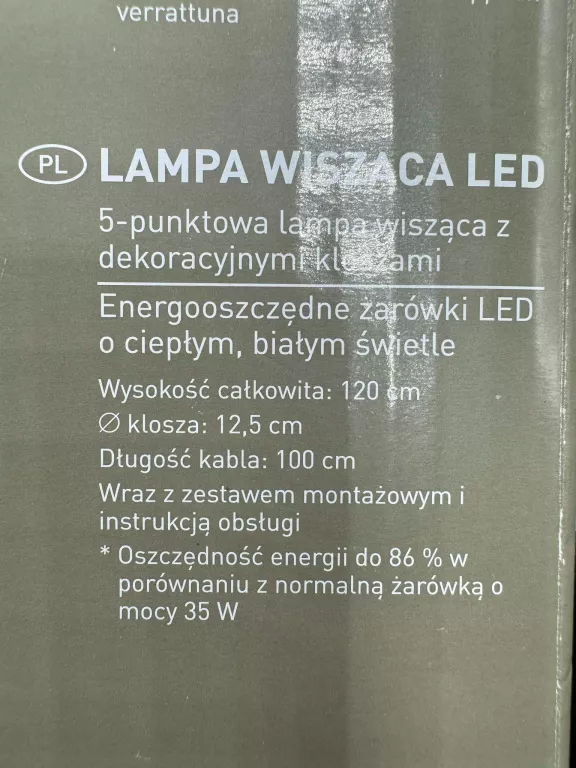 verrattuna
PL LAMPA WISZĄCA LED
5-punktowa lampa wisząca z
dekoracyjnymi kloszami
Energooszczędne żarówki LED
o ciepłym, białym świetle
Wysokość całkowita: 120 cm
∅ klosza: 12,5 cm
Długość kabla: 100 cm
Wraz z zestawem montażowym i
instrukcją obsługi
* Oszczędność energii do 86 % w
porównaniu z normalną żarówką o
mocy 35 W